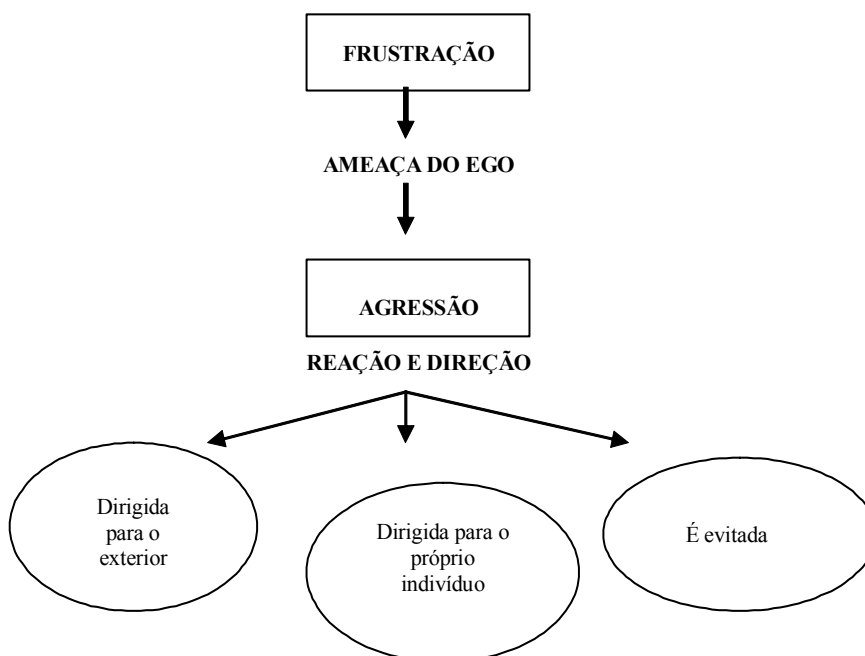 FRUSTRAÇÃO
AMEAÇA DO EGO
AGRESSÃO
REAÇÃO E DIREÇÃO
Dirigida
para o
exterior
Dirigida para o
próprio
indivíduo
É evitada